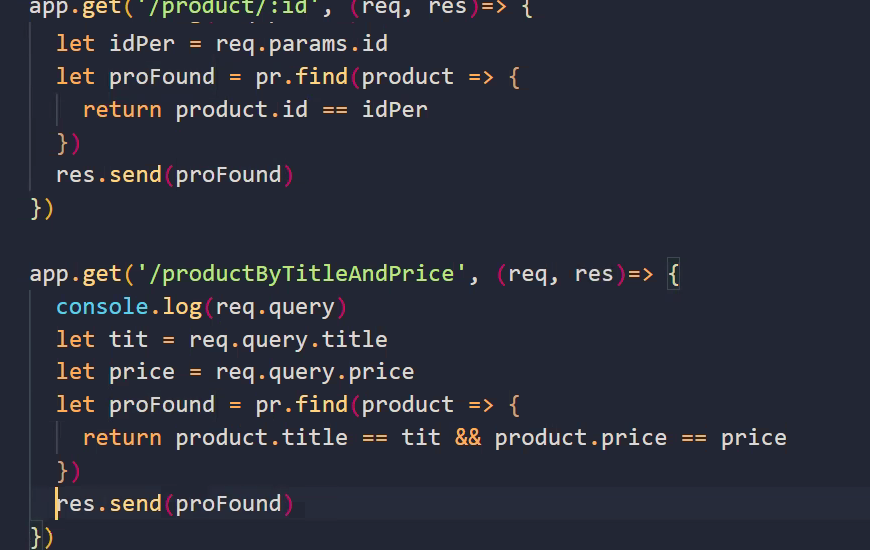 app.get('/product/:id', (req, res)=> {
let idPer = req.params.id
let proFound = pr.find(product => {
return product.id == idPer
})
res.send(proFound)
})
app.get('/productByTitleAndPrice', (req, res)=> {
console.log(req.query)
let tit = req.query.title
let price = req.query.price
let proFound = pr.find(product => {
return product.title == tit && product.price == price
})
res.send(proFound)
})